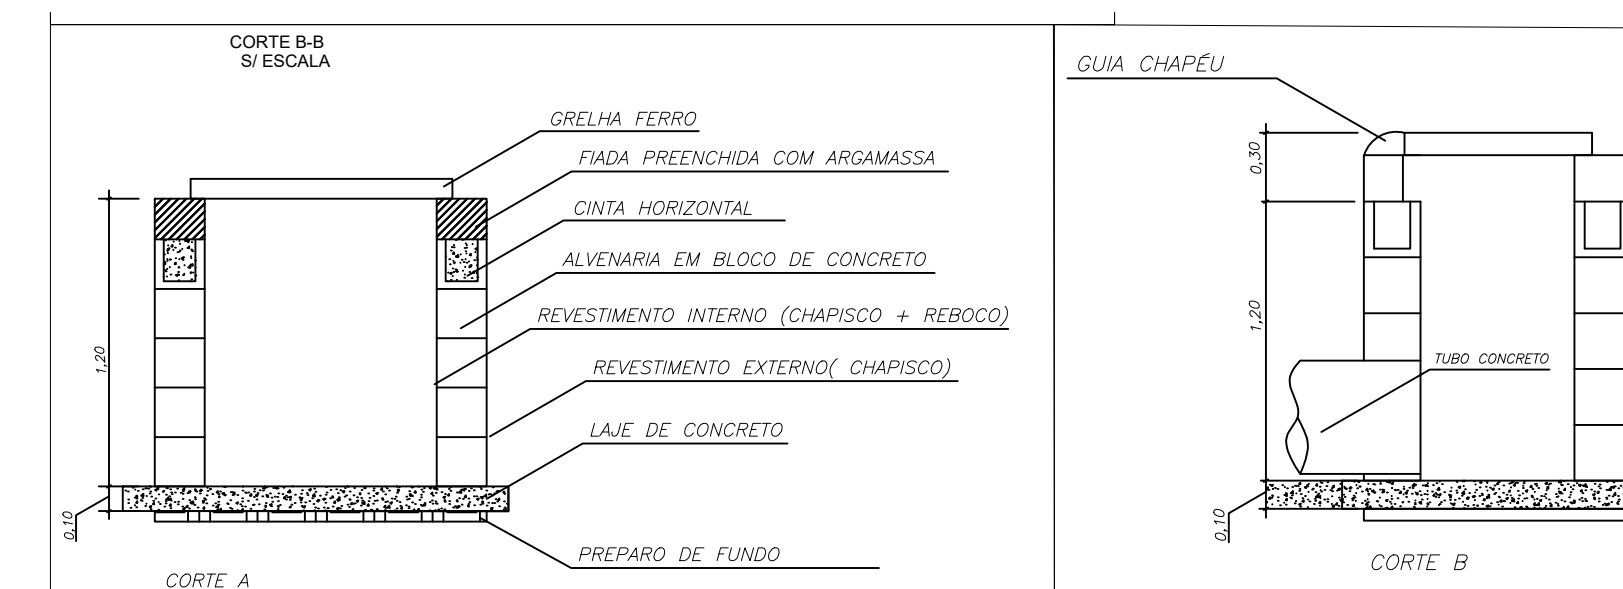 CORTE B-B
S/ ESCALA
GRELHA FERRO
FIADA PREENCHIDA COM ARGAMASSA
CINTA HORIZONTAL
ALVENARIA EM BLOCO DE CONCRETO
REVESTIMENTO INTERNO (CHAPISCO + REBOCO)
REVESTIMENTO EXTERNO( CHAPISCO)
LAJE DE CONCRETO
PREPARO DE FUNDO
1,20
0,10
CORTE A
GUIA CHAPÉU
0,30
1,20
TUBO CONCRETO
0,10
CORTE B